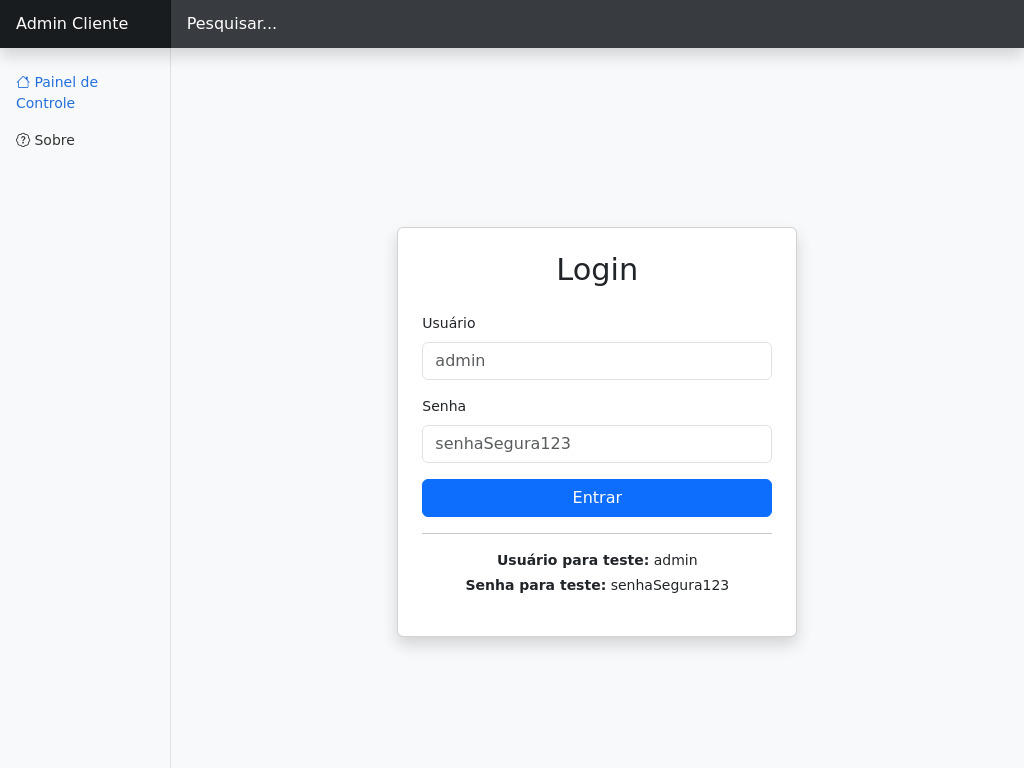 Admin Cliente
Pesquisar...
Painel de
Controle
Sobre
Login
Usuário
admin
Senha
senhaSegura123
Entrar
Usuário para teste: admin
Senha para teste: senhaSegura123